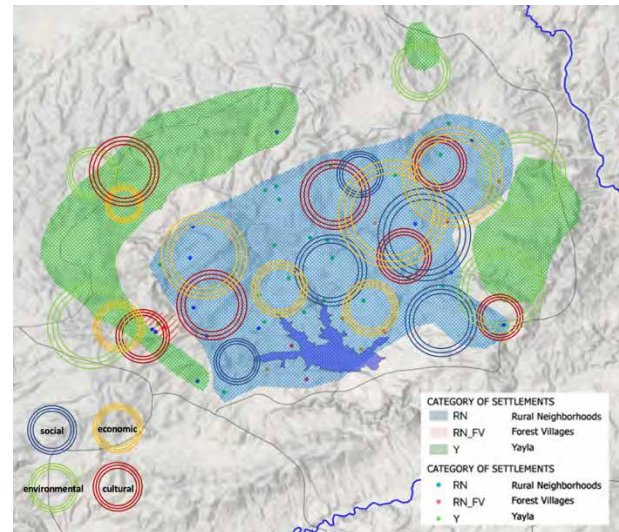 social
economic
environmental
cultural
CATEGORY OF SETTLEMENTS
RN Rural Neighborhoods
RN_FV Forest Villages
Y Yayla
CATEGORY OF SETTLEMENTS
RN Rural Neighborhoods
RN_FV Forest Villages
Y Yayla